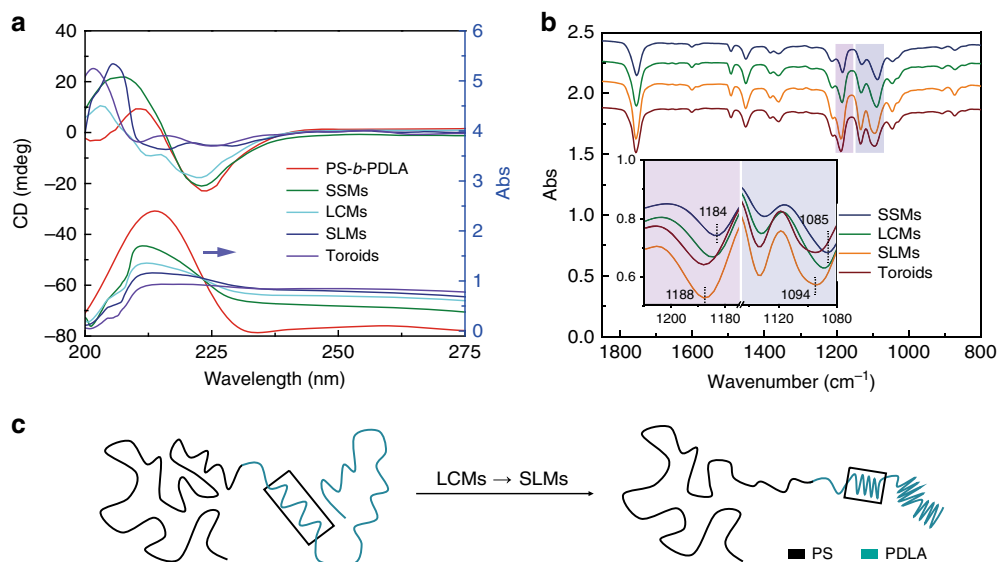 a
40
20
0
–20
–40
–60
–80
CD (mdeg)
6
5
4
3
2
1
0
Abs
PS-b-PDLA
SSMs
LCMs
SLMs
Toroids
200
225
250
275
Wavelength (nm)
b
2.5
2.0
1.5
1.0
0.5
0.0
Abs
1.0
0.8
0.6
1184
1085
1188
1094
1200
1180
1120
1080
SSMs
LCMs
SLMs
Toroids
1800
1600
1400
1200
1000
800
Wavenumber (cm⁻¹)
c
LCMs → SLMs
PS
PDLA